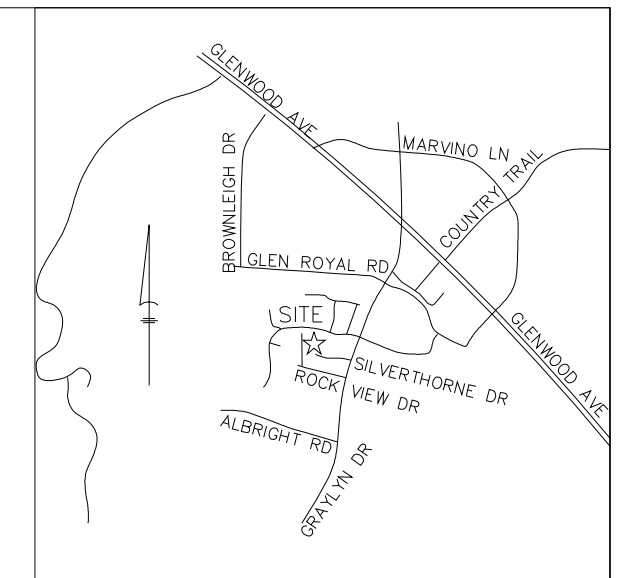 GLENWOOD AVE
MARVINO LN
BROWNLEIGH DR
COUNTRY TRAIL
GLEN ROYAL RD
SITE
GLENWOOD AVE
SILVERTHORNE DR
ROCK VIEW DR
ALBRIGHT RD
GRAYLYN DR